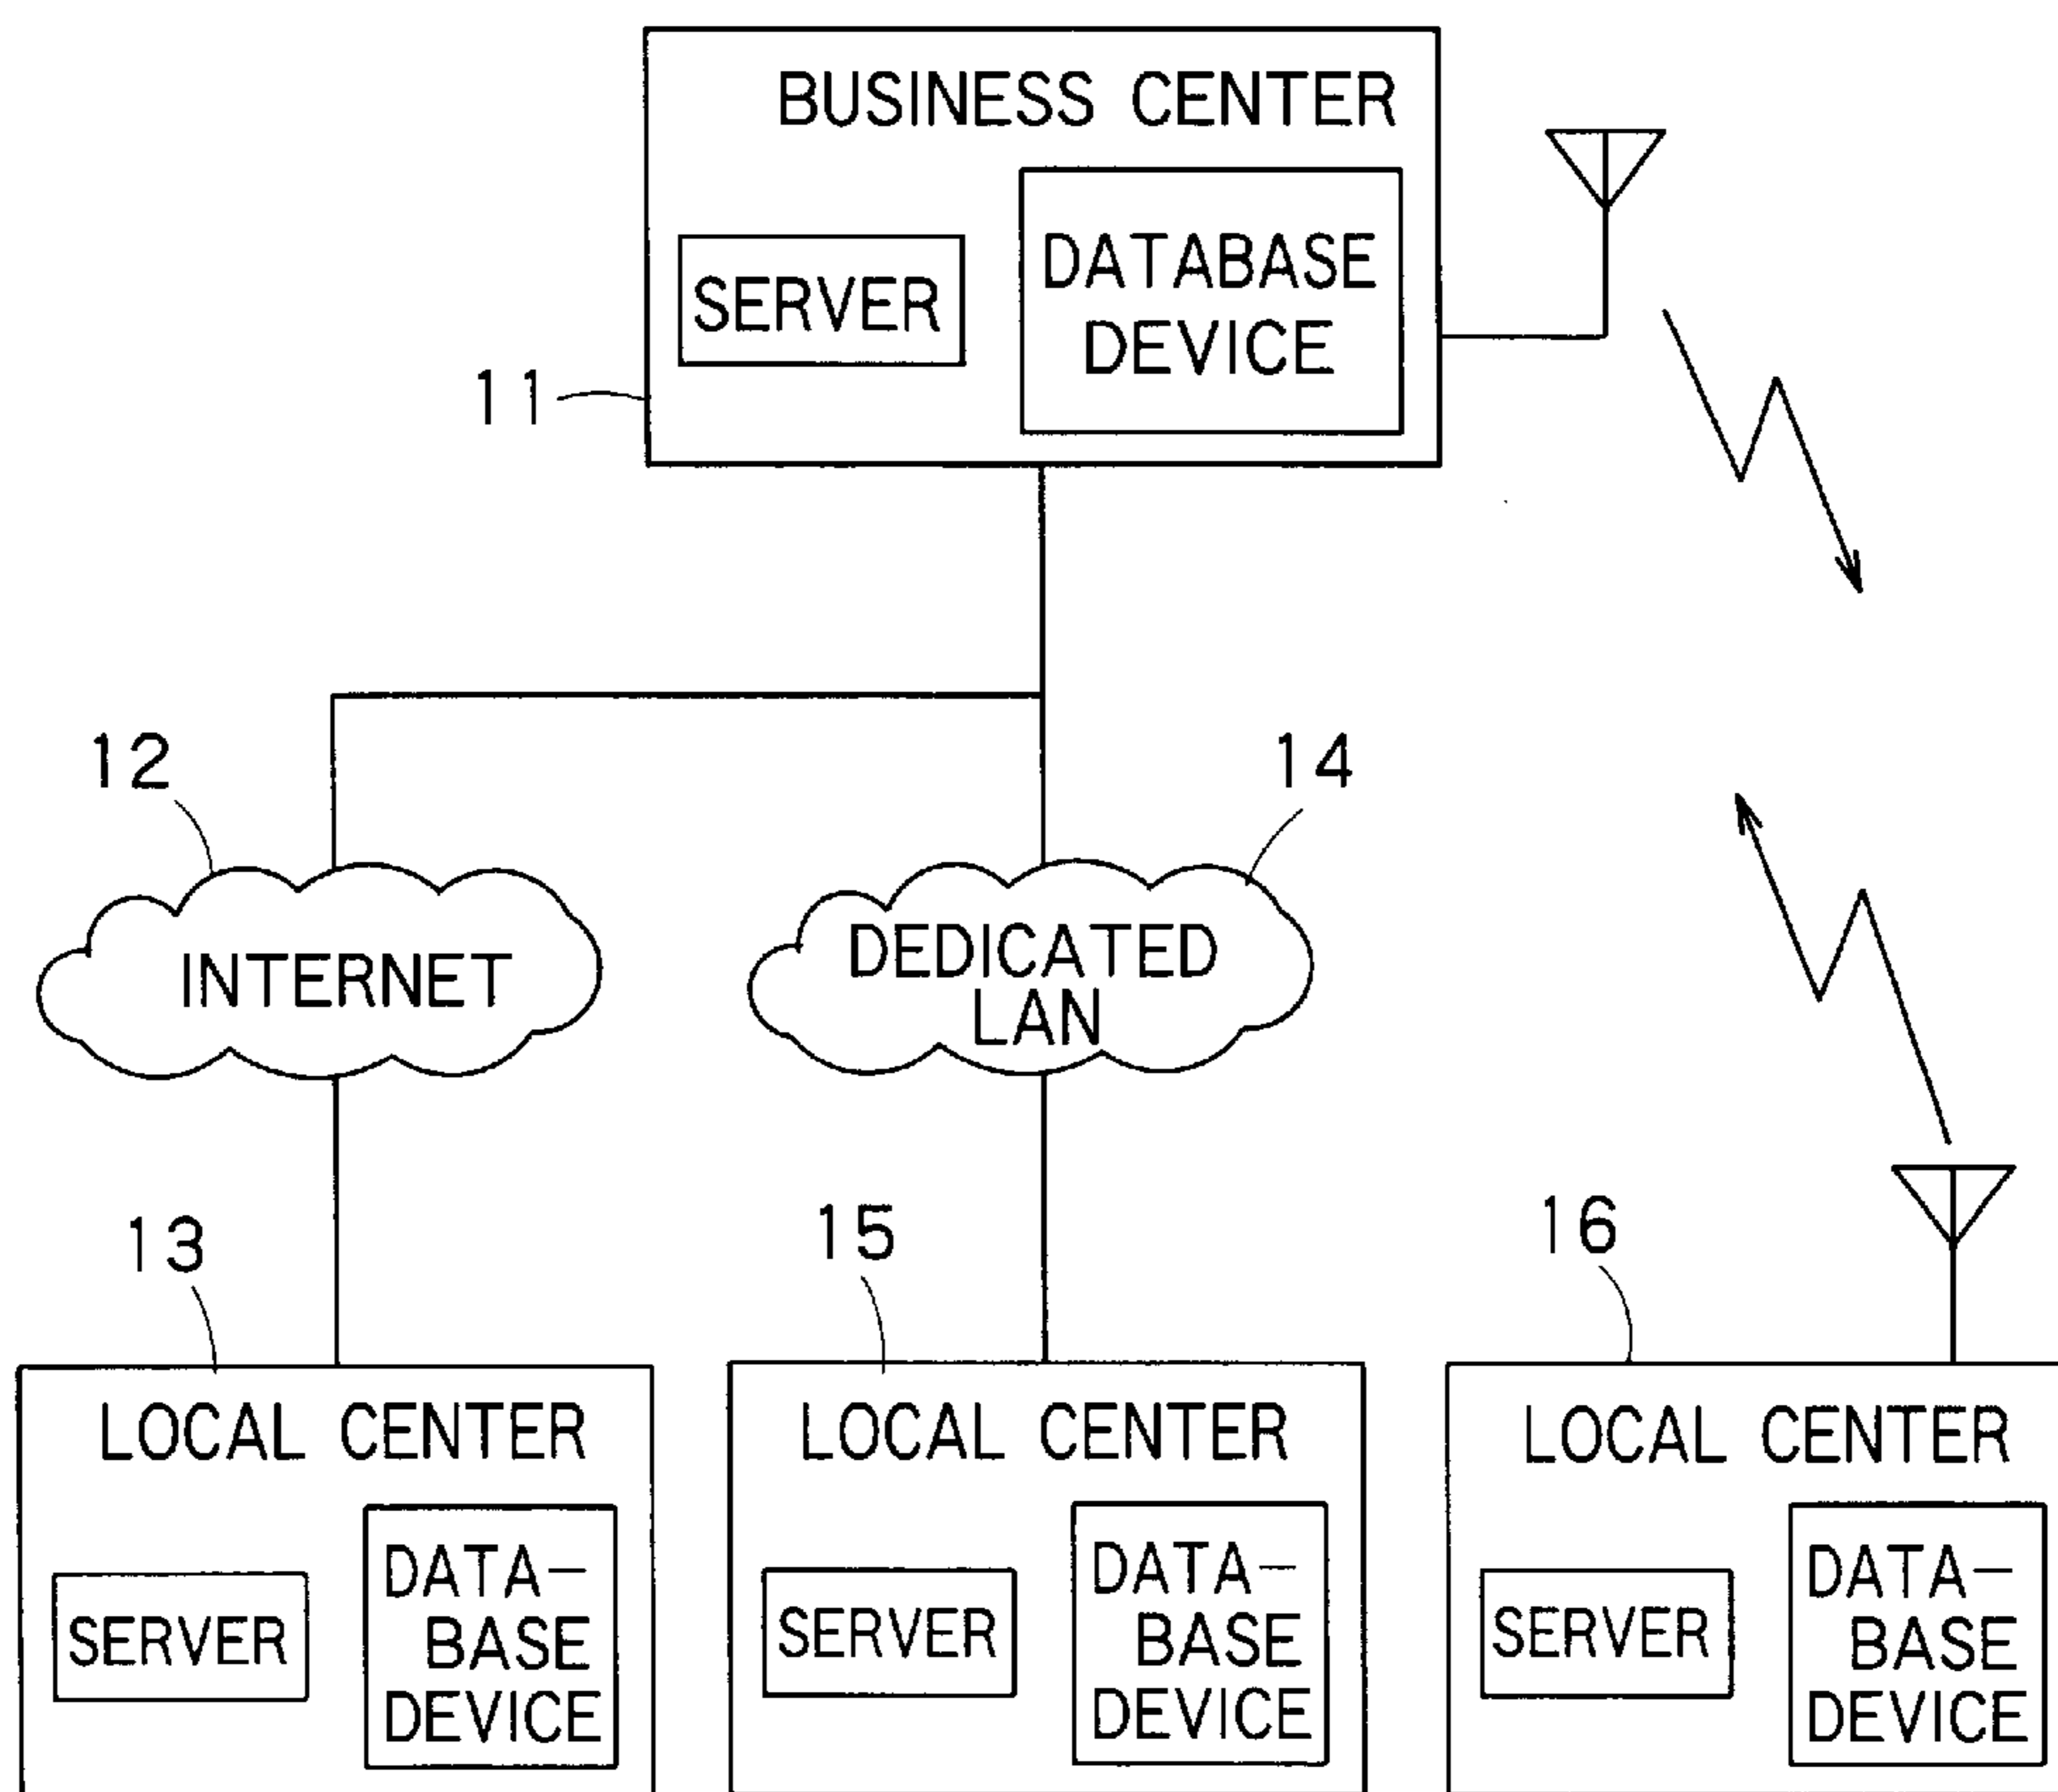 BUSINESS CENTER
SERVER
DATABASE
DEVICE
11
12
14
INTERNET
DEDICATED
LAN
13
15
16
LOCAL CENTER
SERVER
DATA-
BASE
DEVICE
LOCAL CENTER
SERVER
DATA-
BASE
DEVICE
LOCAL CENTER
SERVER
DATA-
BASE
DEVICE